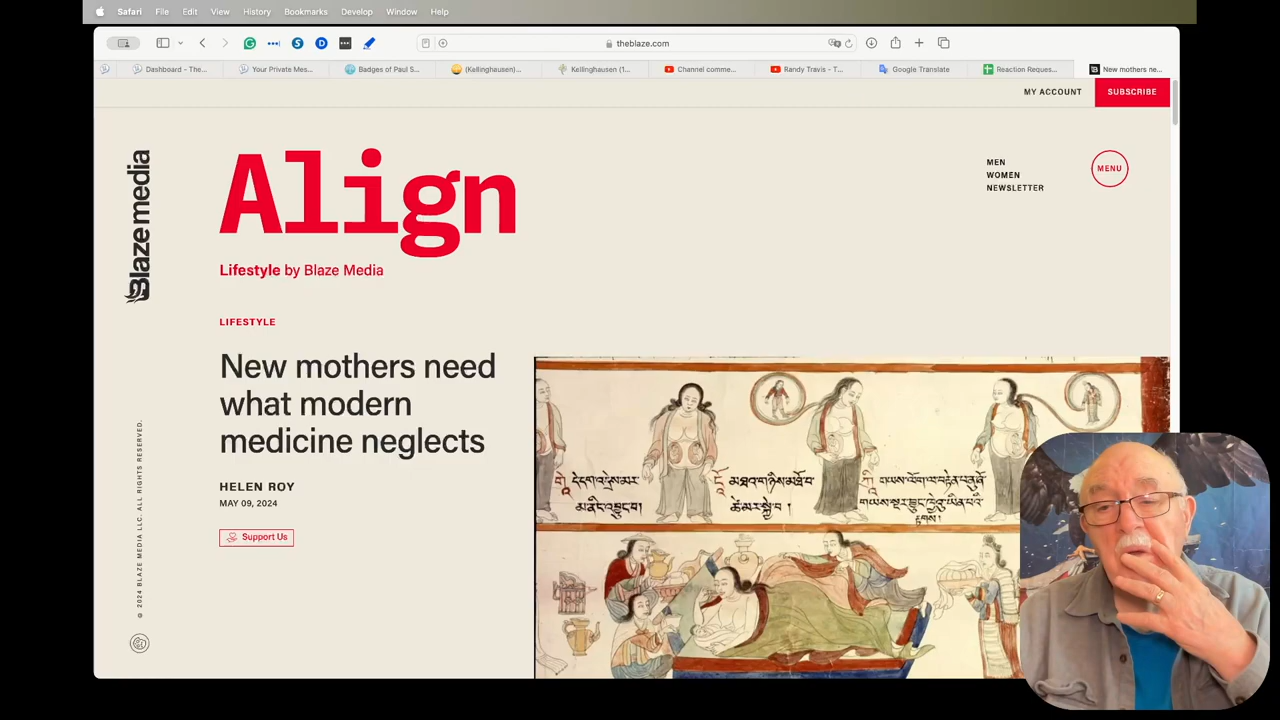 Safari File Edit View History Bookmarks Develop Window Help
theblaze.com
Dashboard - The... Your Private Mes... Badges of Paul S... (Kellinghausen)... Kellinghausen (1... Channel comme... Randy Travis - T... Google Translate Reaction Reques... New mothers ne...
MY ACCOUNT SUBSCRIBE
Blaze media
Align
MEN
WOMEN
NEWSLETTER
MENU
Lifestyle by Blaze Media
LIFESTYLE
New mothers need
what modern
medicine neglects
HELEN ROY
MAY 09, 2024
Support Us
© 2024 BLAZE MEDIA LLC. ALL RIGHTS RESERVED.